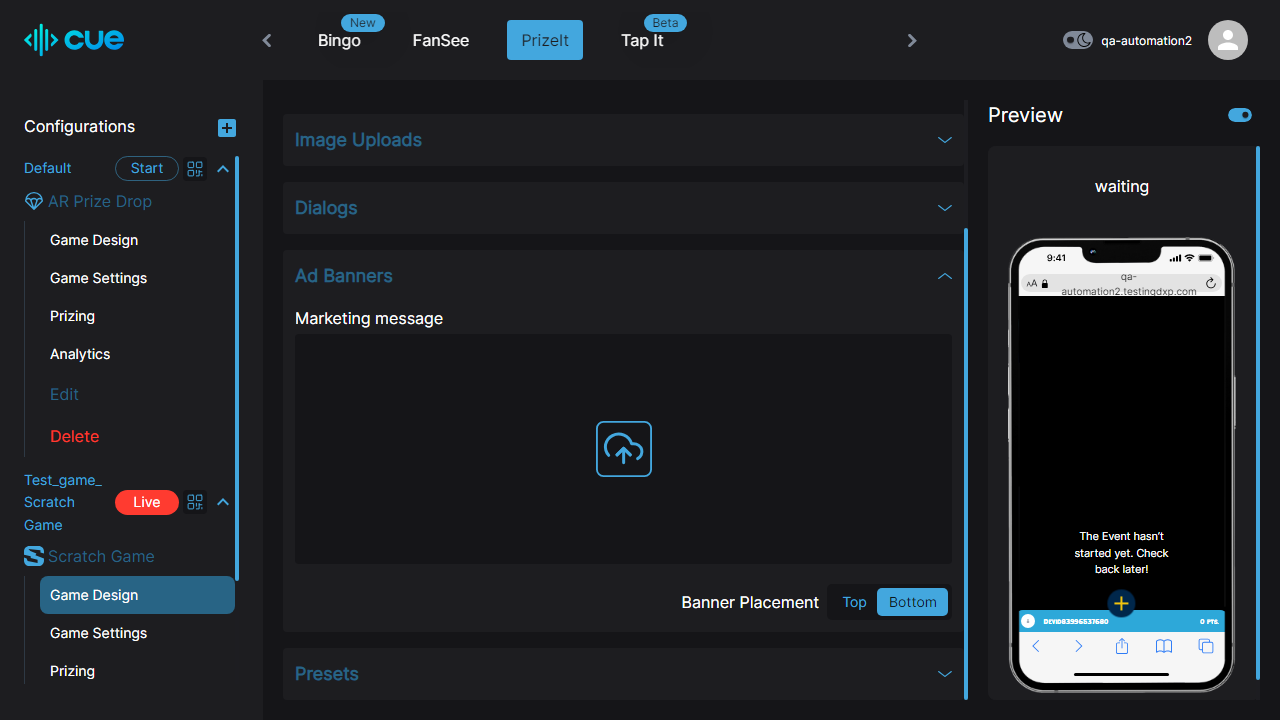 cue
New
Bingo
FanSee
PrizeIt
Beta
Tap It
qa-automation2
Configurations
Default
Start
AR Prize Drop
Game Design
Game Settings
Prizing
Analytics
Edit
Delete
Test_game_
Scratch
Game
Live
Scratch Game
Game Design
Game Settings
Prizing
Image Uploads
Dialogs
Ad Banners
Marketing message
Banner Placement
Top
Bottom
Presets
Preview
waiting
9:41
AA
qa-
automation2.testingdxp.com
The Event hasn't
started yet. Check
back later!
DEVID83996537680
0 PTS.